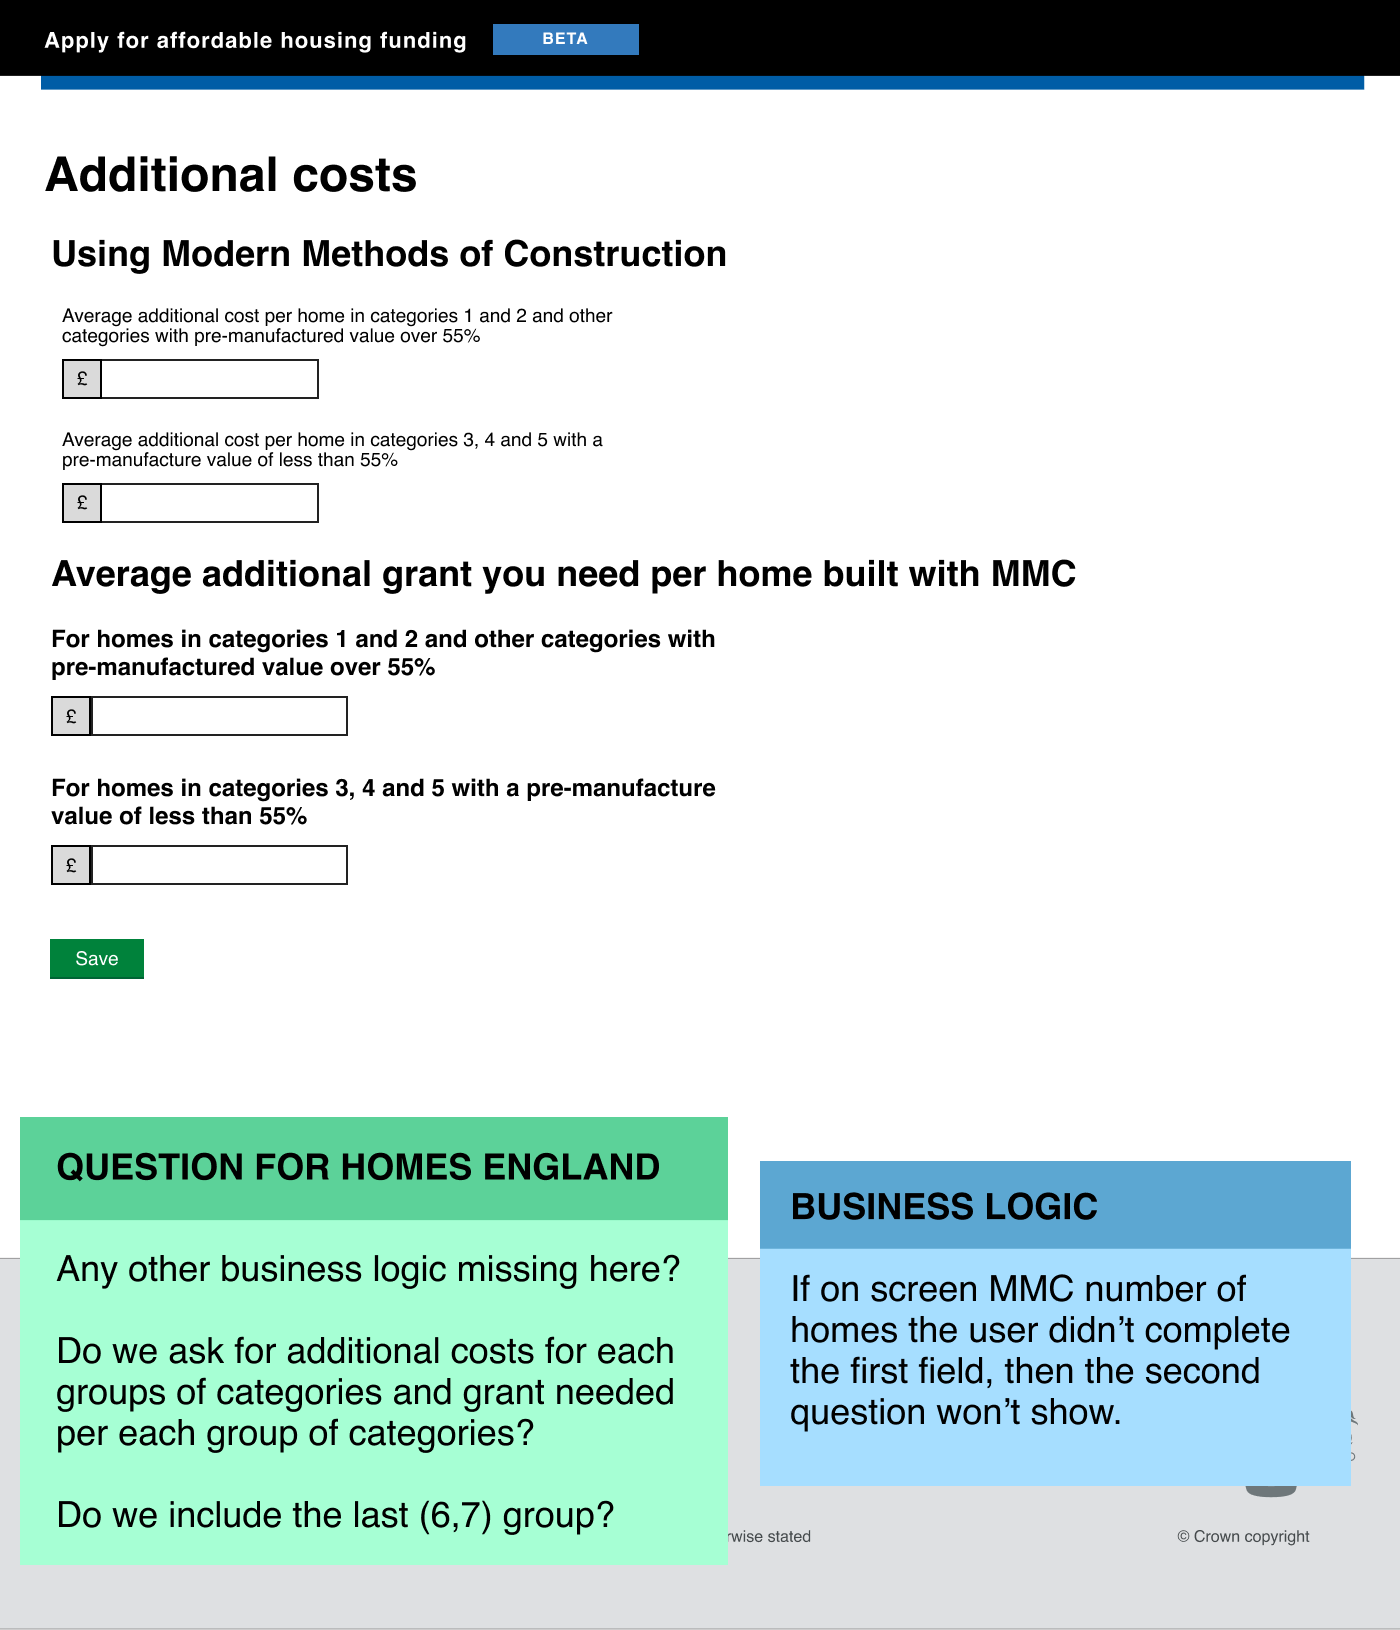 Apply for affordable housing funding
BETA
Additional costs
Using Modern Methods of Construction
Average additional cost per home in categories 1 and 2 and other
categories with pre-manufactured value over 55%
£
Average additional cost per home in categories 3, 4 and 5 with a
pre-manufacture value of less than 55%
£
Average additional grant you need per home built with MMC
For homes in categories 1 and 2 and other categories with
pre-manufactured value over 55%
£
For homes in categories 3, 4 and 5 with a pre-manufacture
value of less than 55%
£
Save
QUESTION FOR HOMES ENGLAND
Any other business logic missing here?
Do we ask for additional costs for each
groups of categories and grant needed
per each group of categories?
Do we include the last (6,7) group?
BUSINESS LOGIC
If on screen MMC number of
homes the user didn’t complete
the first field, then the second
question won’t show.
stated
© Crown copyright